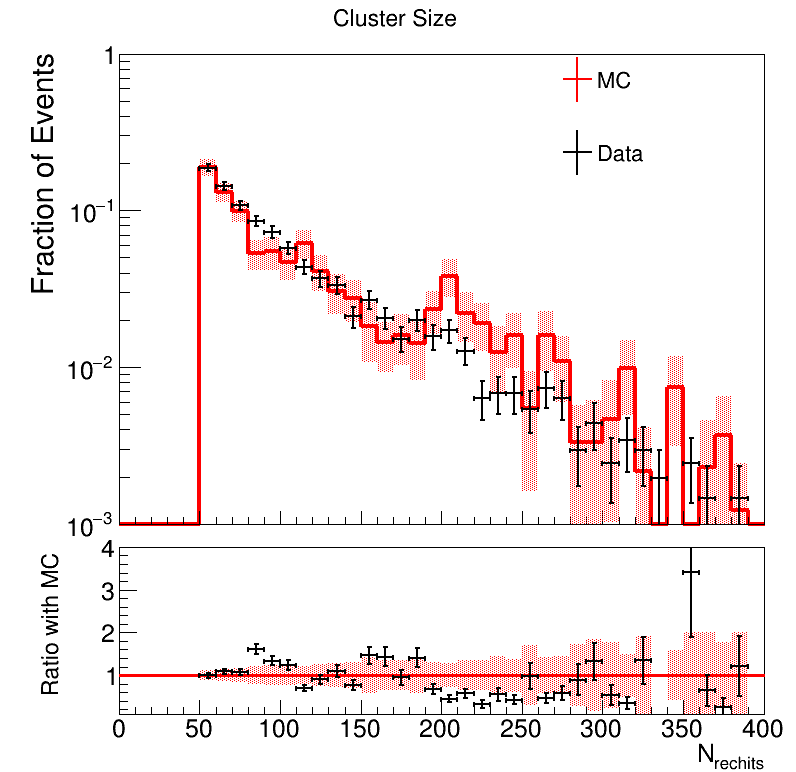 Cluster Size
Fraction of Events
1
10⁻¹
10⁻²
10⁻³
MC
Data
Ratio with MC
4
3
2
1
0 50 100 150 200 250 300 350 400
N_rechits